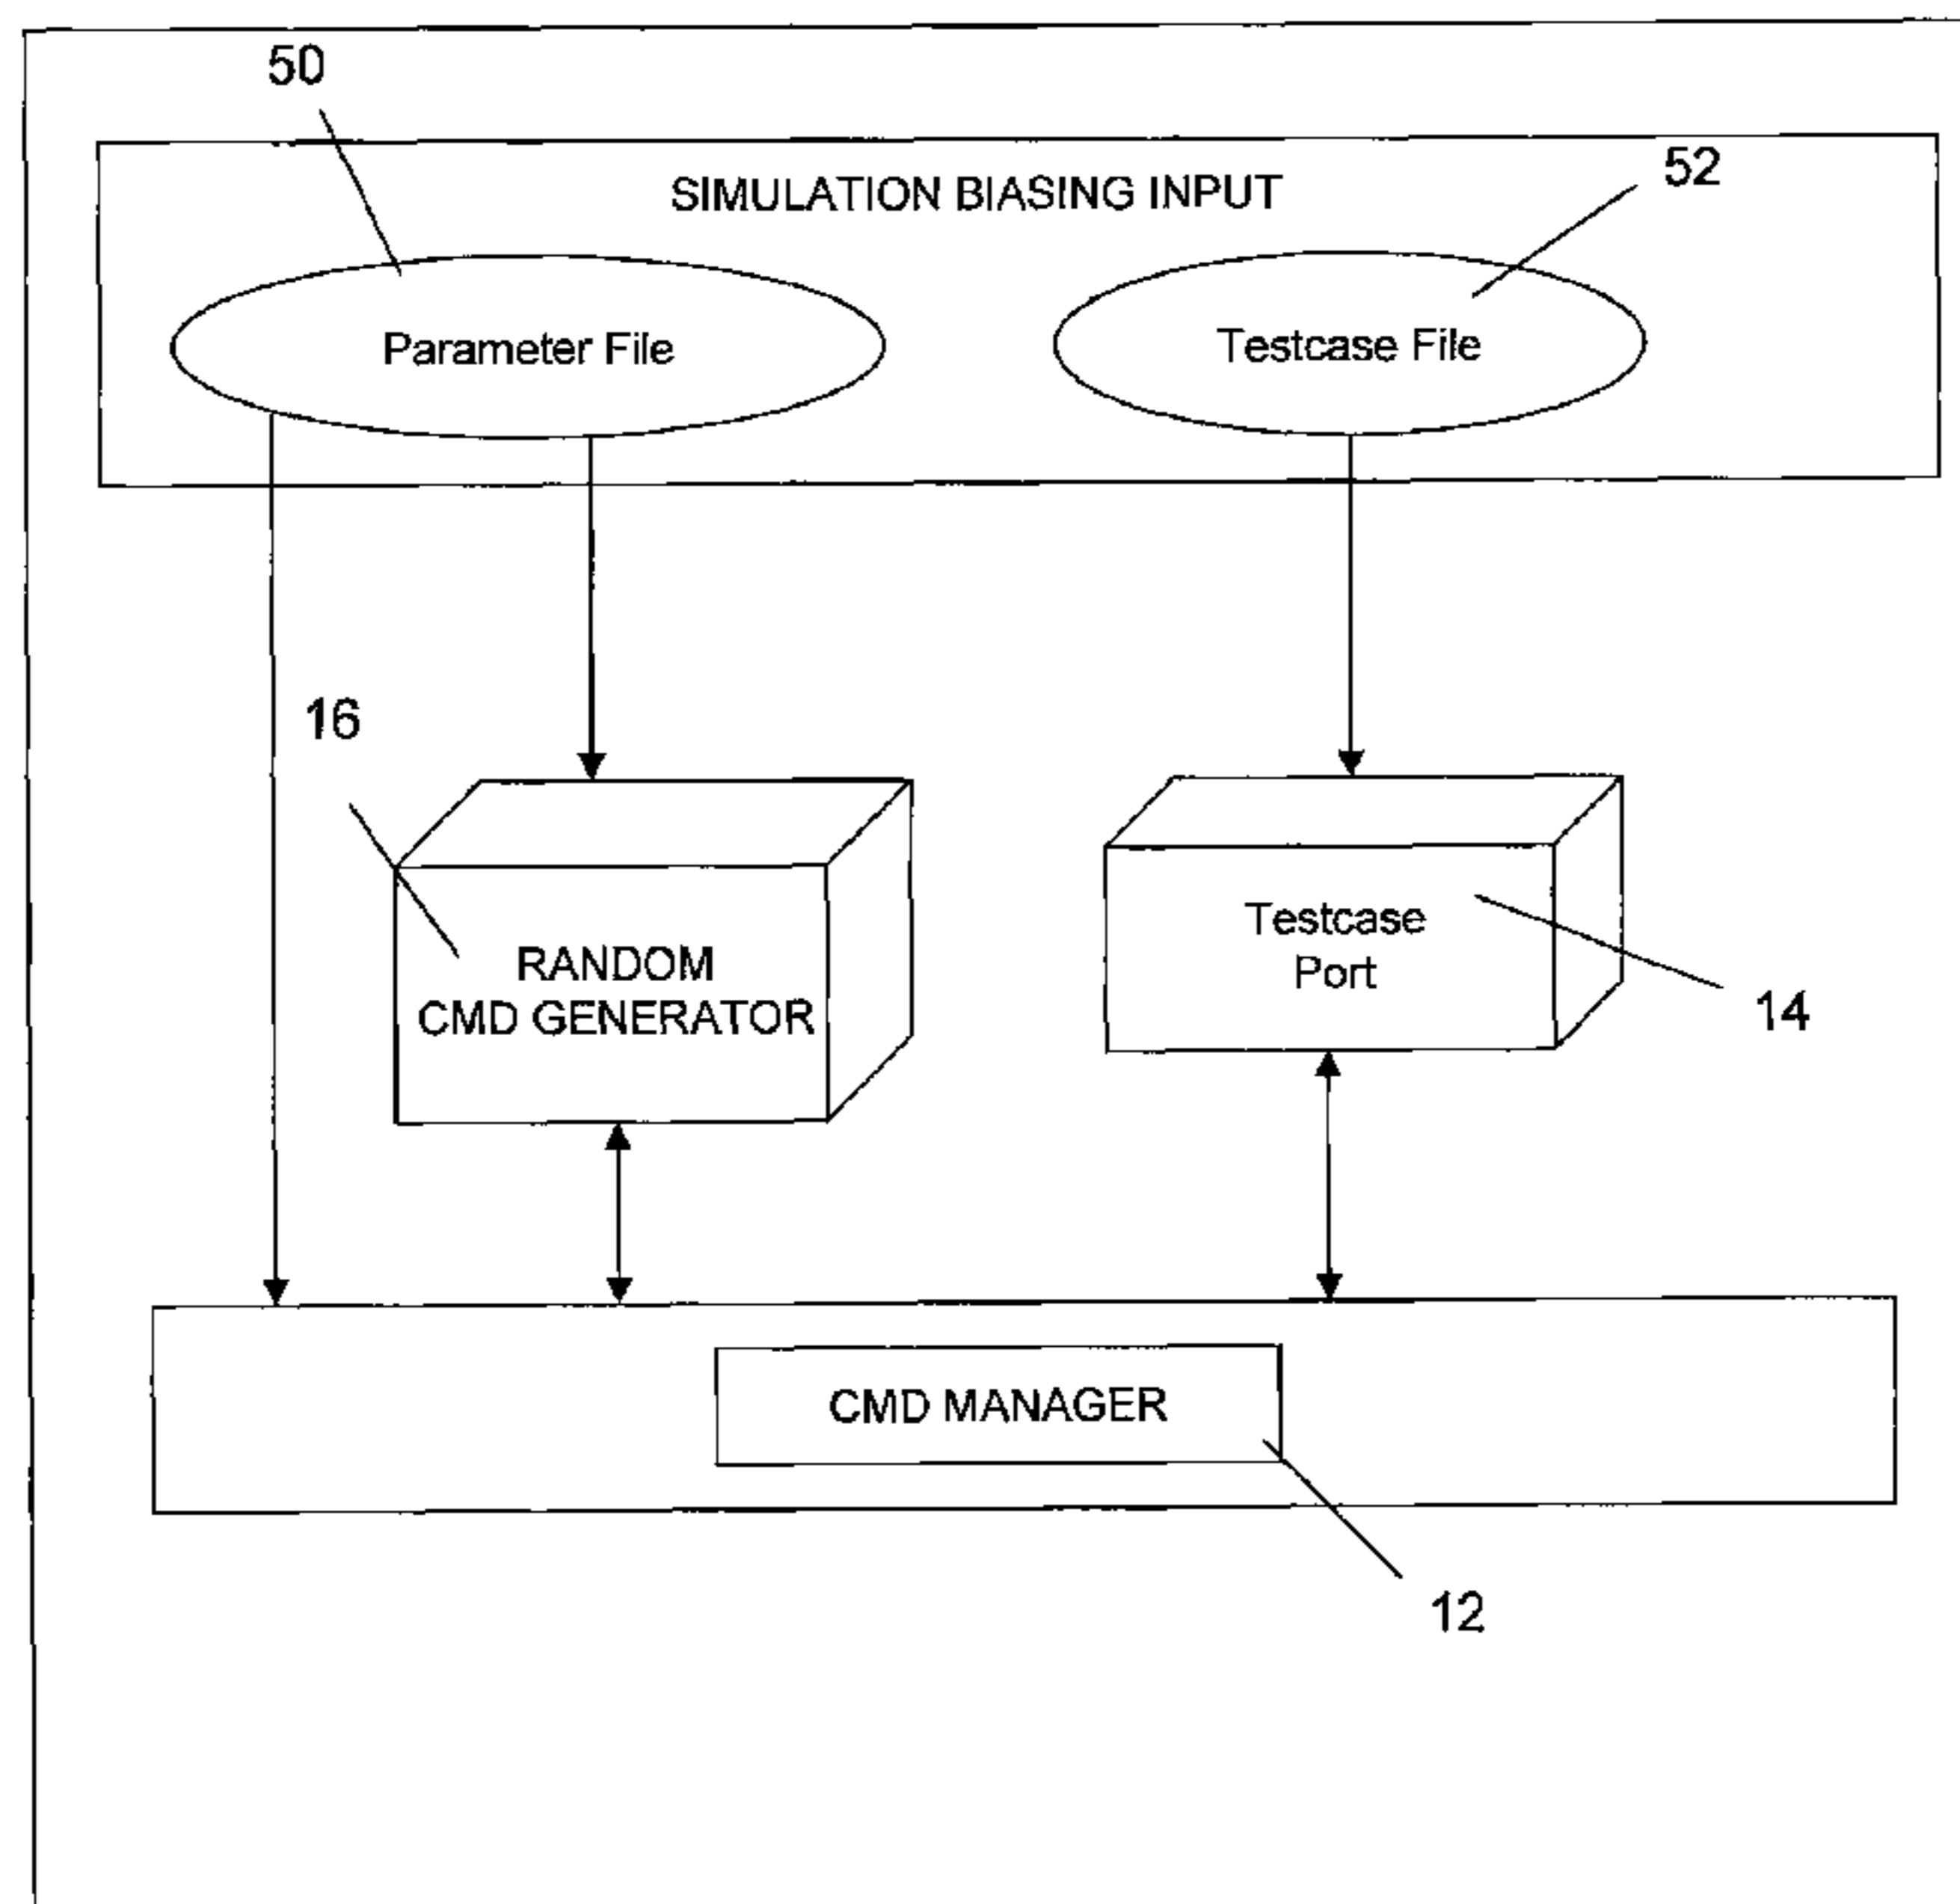 50
52
SIMULATION BIASING INPUT
Parameter File
Testcase File
16
RANDOM
CMD GENERATOR
Testcase
Port
14
CMD MANAGER
12